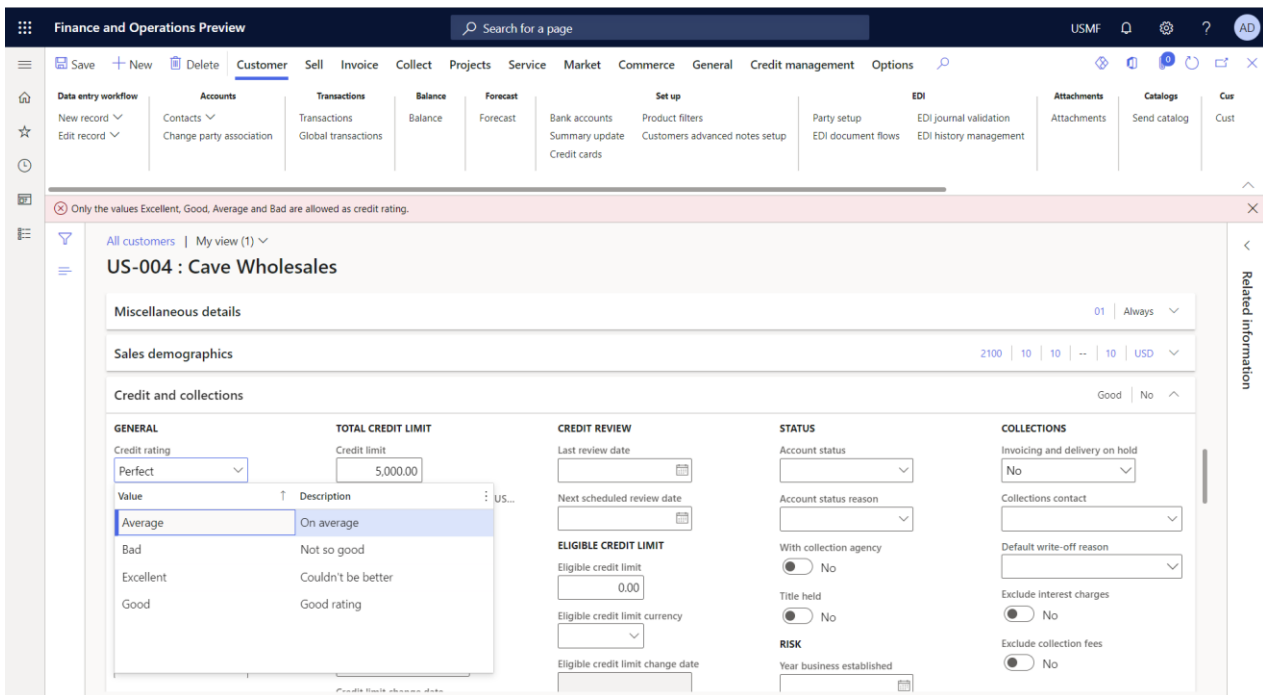 Finance and Operations Preview
Search for a page
USMF
?
AD
Save New Delete Customer Sell Invoice Collect Projects Service Market Commerce General Credit management Options
0
Data entry workflow Accounts Transactions Balance Forecast Set up EDI Attachments Catalogs Cus
New record Contacts Transactions Balance Forecast Bank accounts Product filters Party setup EDI journal validation Attachments Send catalog Cust
Edit record Change party association Global transactions Summary update Customers advanced notes setup EDI document flows EDI history management
Credit cards
Only the values Excellent, Good, Average and Bad are allowed as credit rating.
All customers | My view (1)
US-004 : Cave Wholesales
Related information
Miscellaneous details 01 Always
Sales demographics 2100 10 10 -- 10 USD
Credit and collections Good No
GENERAL TOTAL CREDIT LIMIT CREDIT REVIEW STATUS COLLECTIONS
Credit rating Credit limit Last review date Account status Invoicing and delivery on hold
Perfect 5,000.00 No
Value Description US... Next scheduled review date Account status reason Collections contact
Average On average
Bad Not so good ELIGIBLE CREDIT LIMIT With collection agency Default write-off reason
Excellent Couldn't be better Eligible credit limit No
0.00 Title held Exclude interest charges
Good Good rating Eligible credit limit currency No No
RISK Exclude collection fees
Eligible credit limit change date Year business established No
Credit limit change date